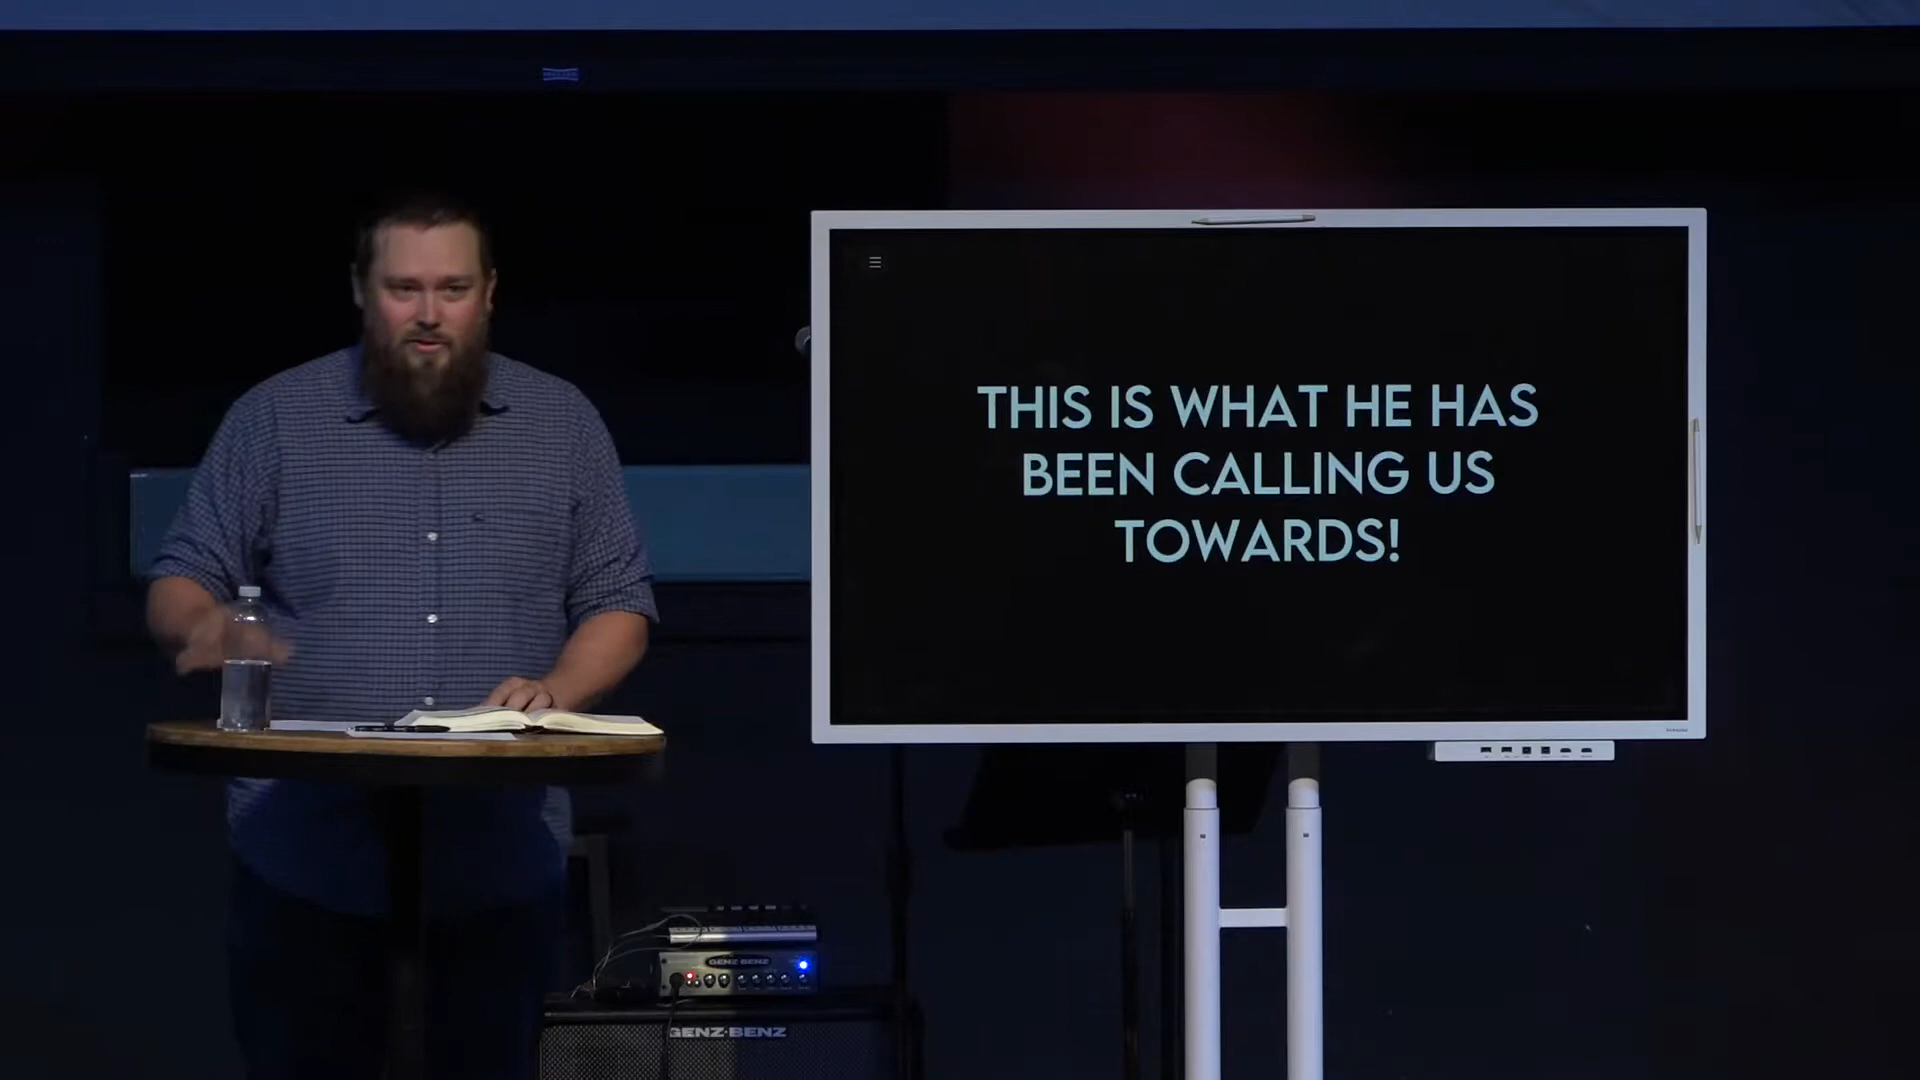 THIS IS WHAT HE HAS
BEEN CALLING US
TOWARDS!
GENZ BENZ
GENZ·BENZ